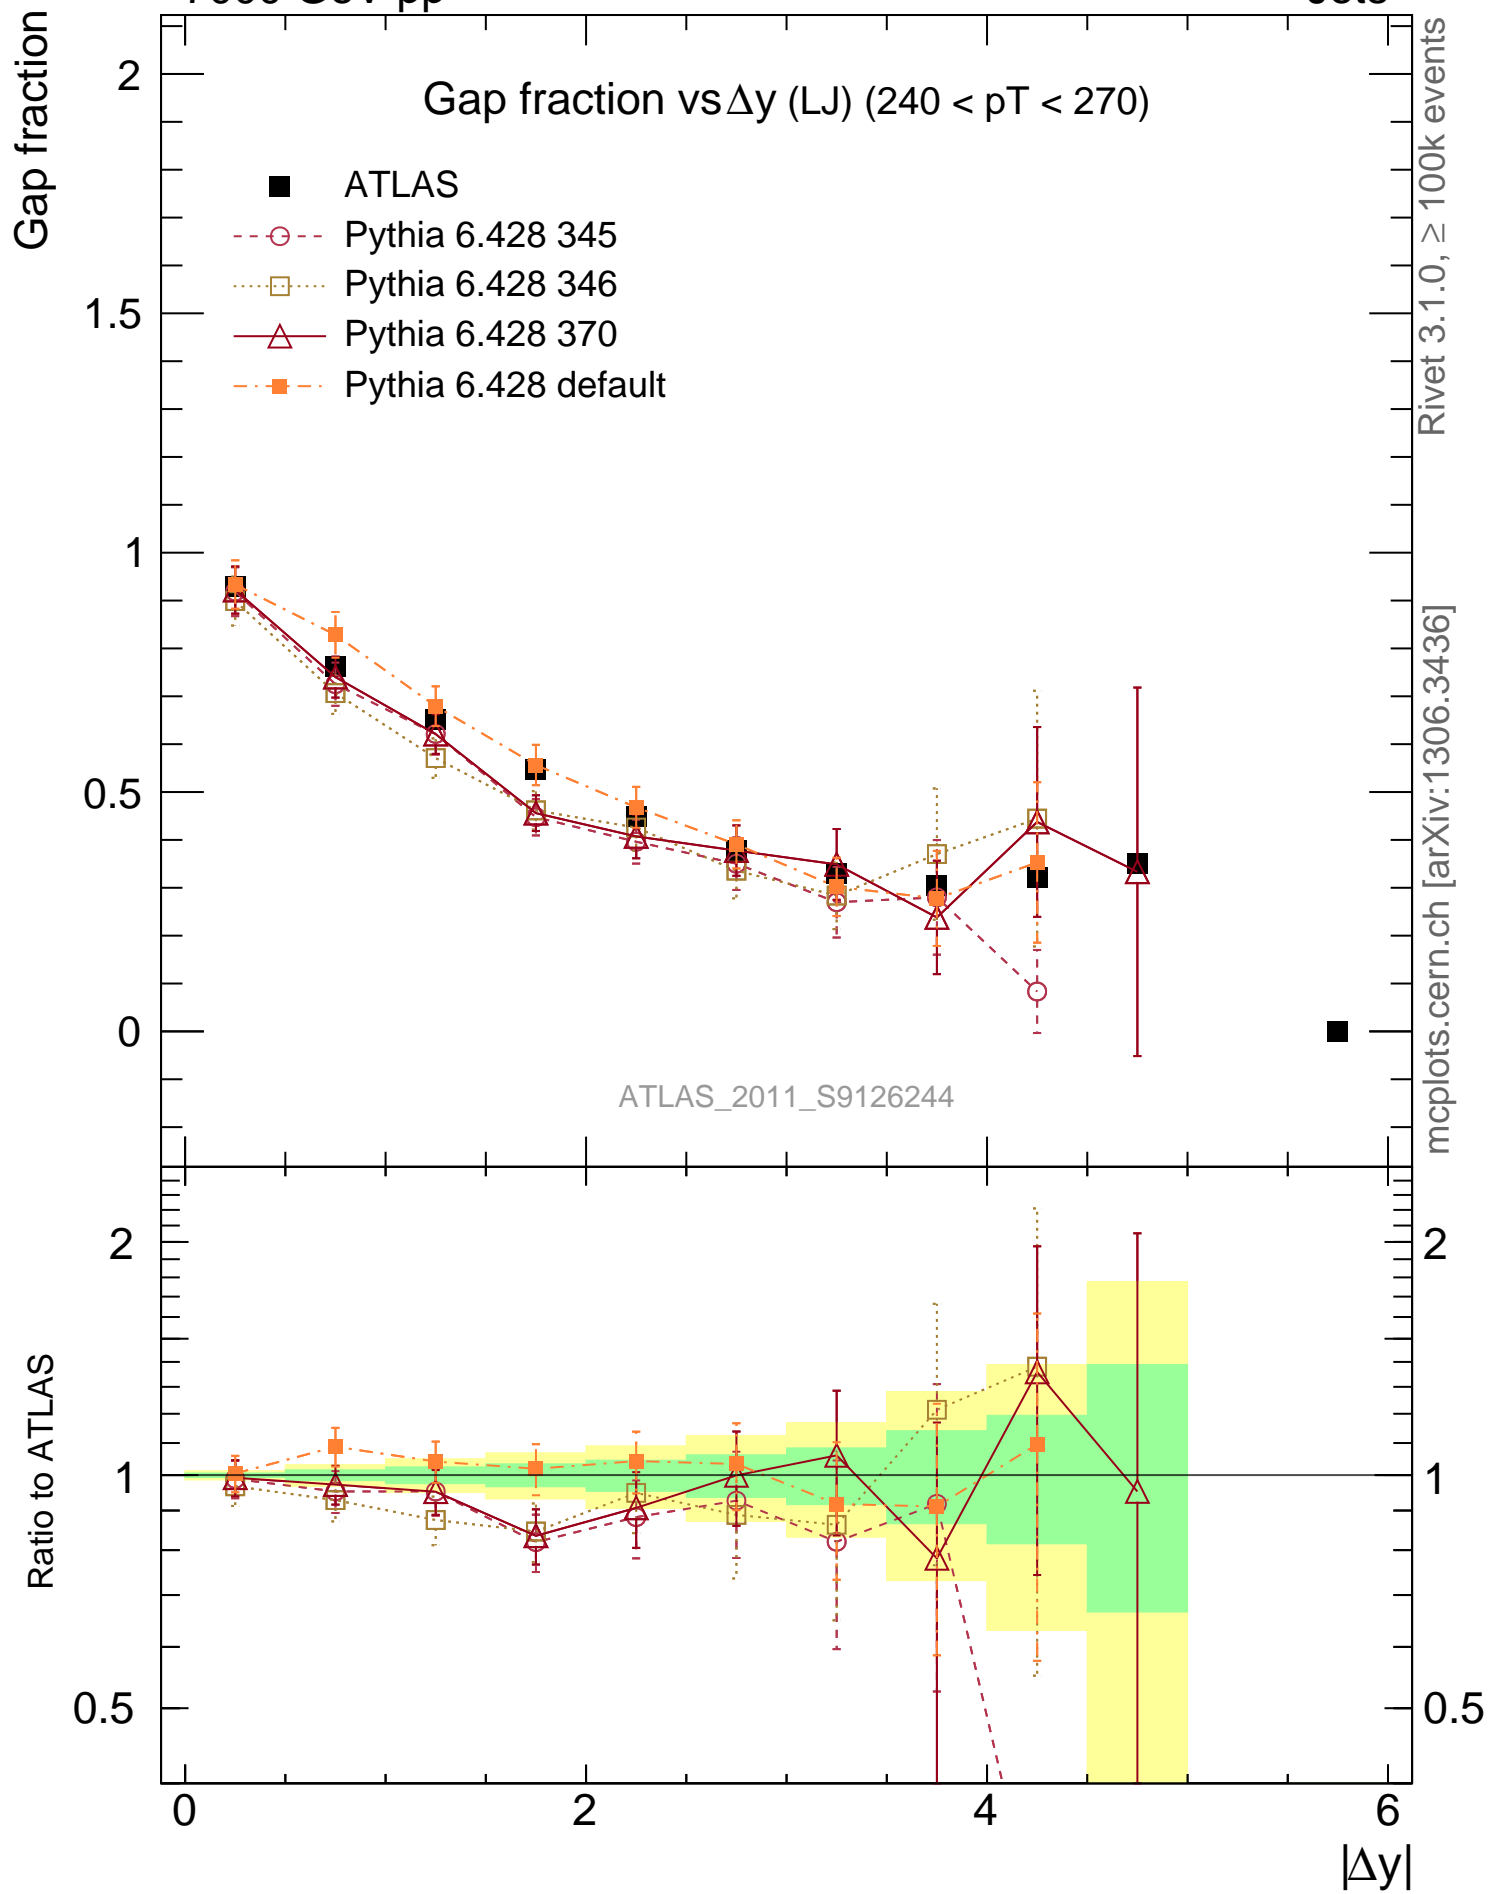 Gap fraction
Gap fraction vs Δy (LJ) (240 < pT < 270)
ATLAS
Pythia 6.428 345
Pythia 6.428 346
Pythia 6.428 370
Pythia 6.428 default
2
1.5
1
0.5
0
ATLAS_2011_S9126244
Rivet 3.1.0, ≥ 100k events
mcplots.cern.ch [arXiv:1306.3436]
Ratio to ATLAS
2
1
0.5
2
1
0.5
0
2
4
6
|Δy|